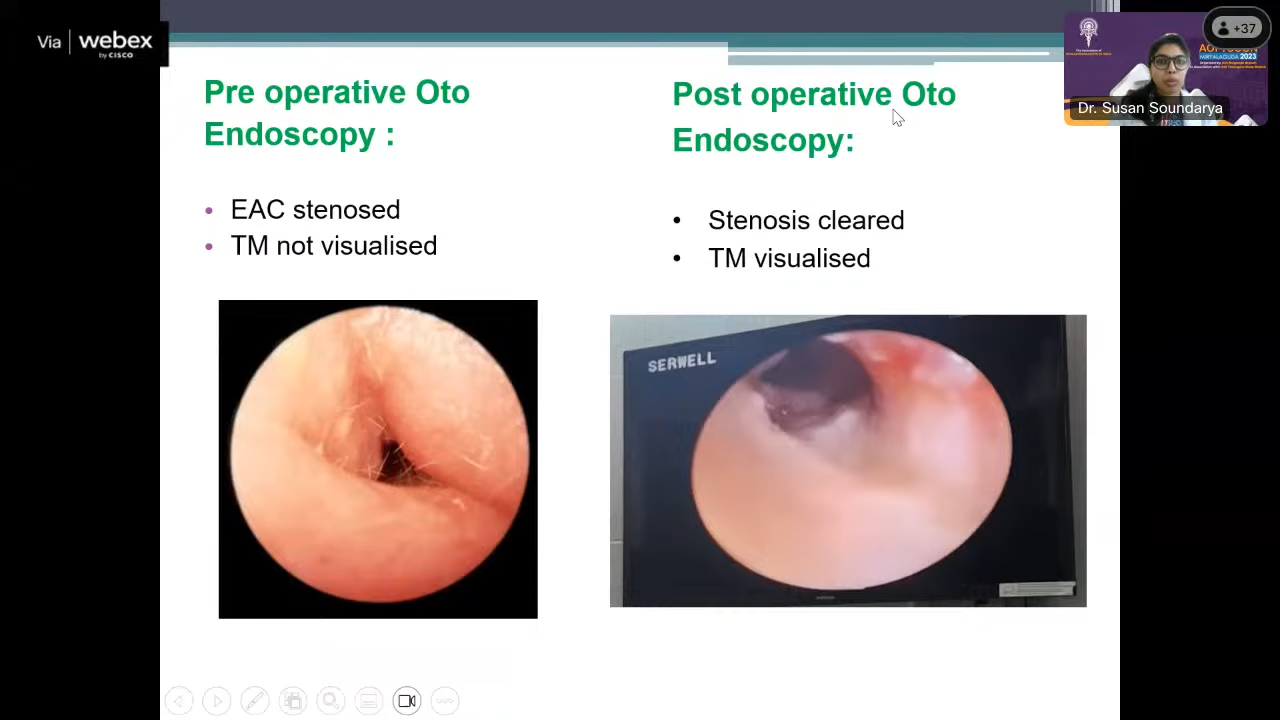 Via webex
by CISCO
Pre operative Oto
Endoscopy :
• EAC stenosed
• TM not visualised
Post operative Oto
Endoscopy:
• Stenosis cleared
• TM visualised
SERWELL
+37
2023
Dr. Susan Soundarya